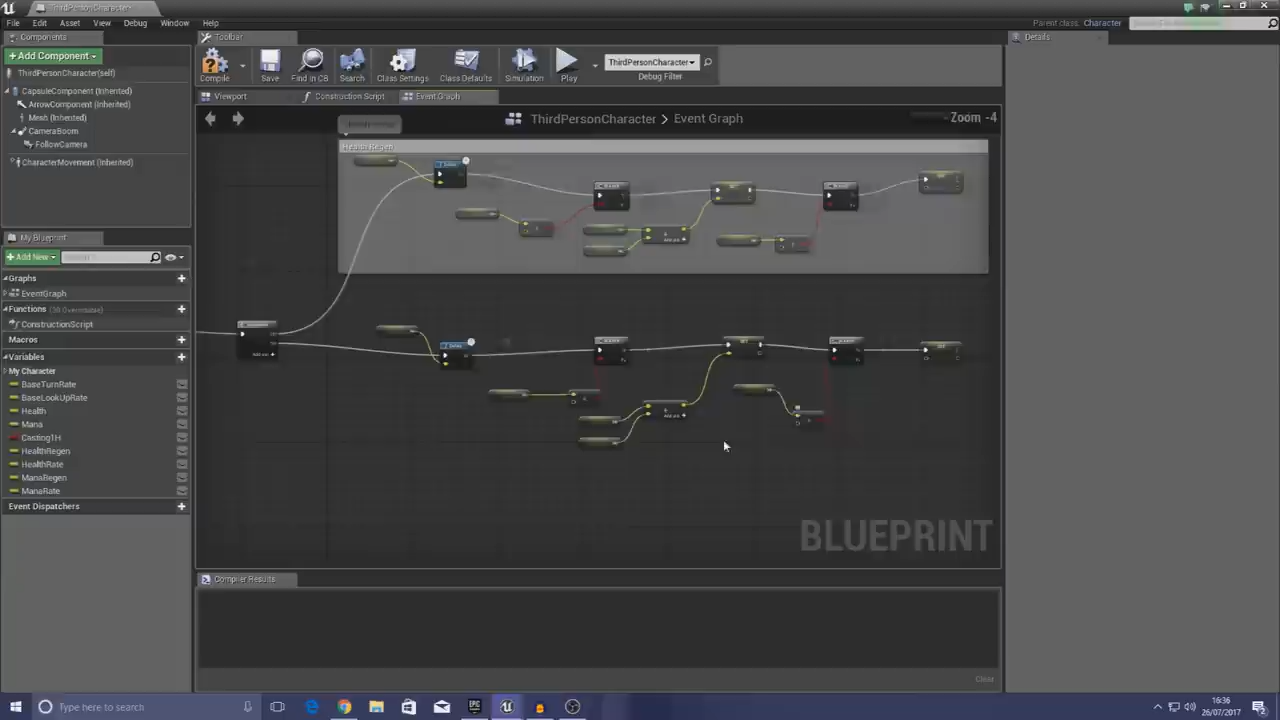 ThirdPersonCharacter
File Edit Asset View Debug Window Help
Parent class: Character
Components
Toolbar
Details
+Add Component
ThirdPersonCharacter(self)
CapsuleComponent (Inherited)
ArrowComponent (Inherited)
Mesh (Inherited)
CameraBoom
FollowCamera
CharacterMovement (Inherited)
Compile
Save
Find in CB
Search
Class Settings
Class Defaults
Simulation
Play
ThirdPersonCharacter
Debug Filter
Viewport
Construction Script
Event Graph
ThirdPersonCharacter > Event Graph
Zoom -4
Health Regen
My Blueprint
+Add New
Graphs
EventGraph
Functions
ConstructionScript
Macros
Variables
My Character
BaseTurnRate
BaseLookUpRate
Health
Mana
Casting1H
HealthRegen
HealthRate
ManaRegen
ManaRate
Event Dispatchers
BLUEPRINT
Compiler Results
Clear
Type here to search
16:36
26/07/2017